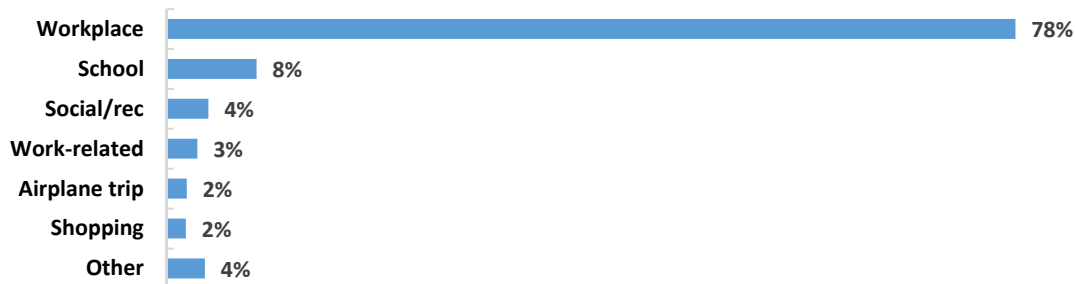 Workplace 78%
School 8%
Social/rec 4%
Work-related 3%
Airplane trip 2%
Shopping 2%
Other 4%